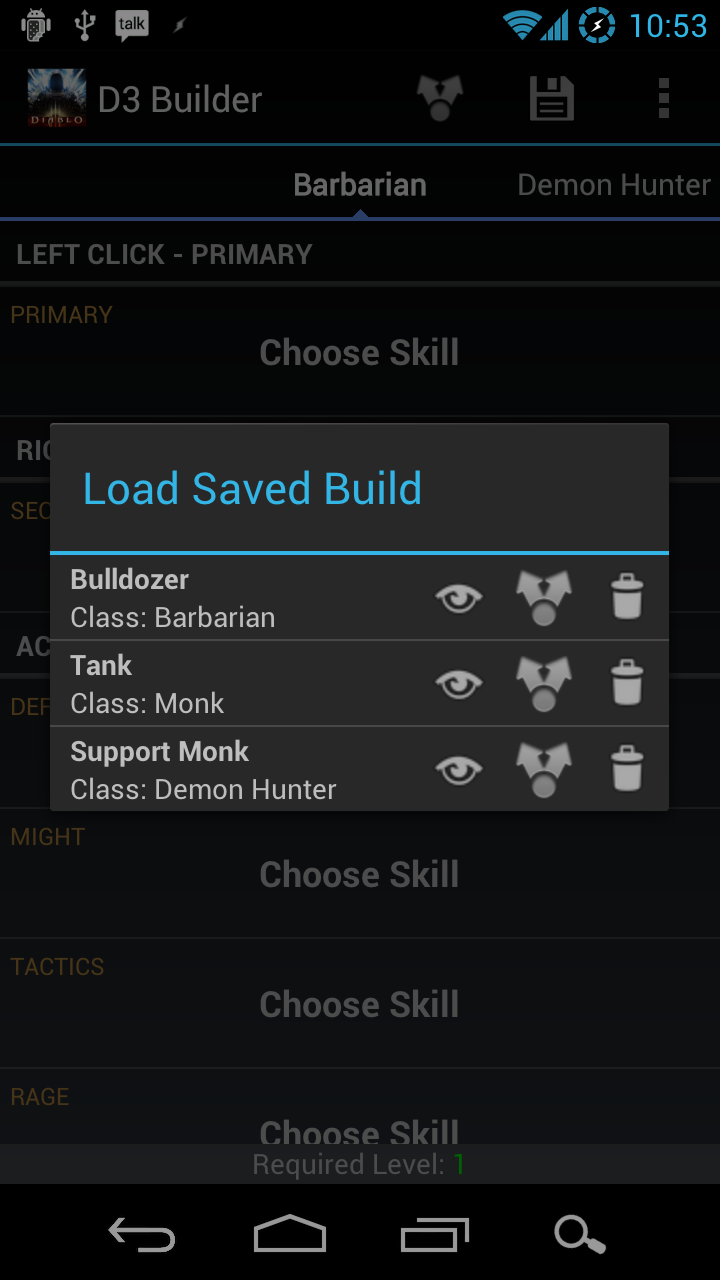 talk
10:53
DIABLO
D3 Builder
Barbarian
Demon Hunter
LEFT CLICK - PRIMARY
PRIMARY
Choose Skill
Load Saved Build
Bulldozer
Class: Barbarian
Tank
Class: Monk
Support Monk
Class: Demon Hunter
MIGHT
Choose Skill
TACTICS
Choose Skill
RAGE
Choose Skill
Required Level: 1